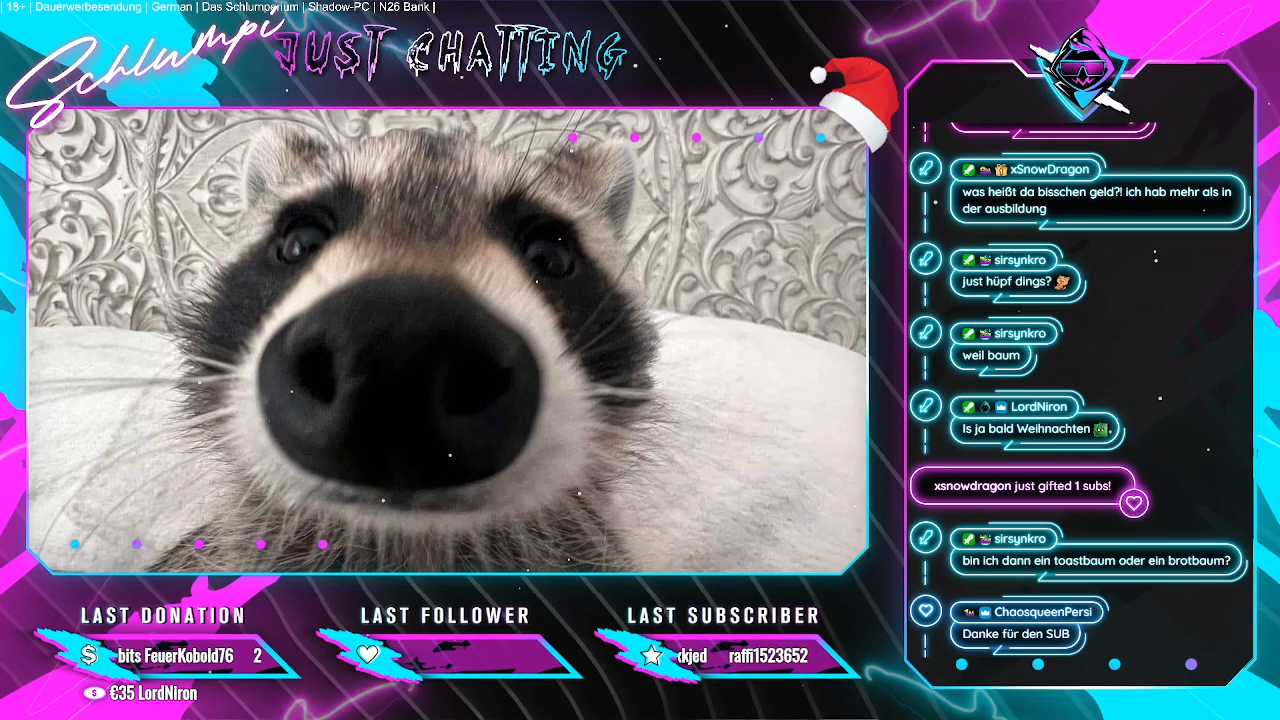 | 18+ | Dauerwerbesendung | German | Das Schlumperium | Shadow-PC | N26 Bank |
Schlumpi
JUST CHATTING
xSnowDragon
was heißt da bisschen geld?! ich hab mehr als in
der ausbildung
sirsynkro
just hüpf dings?
sirsynkro
weil baum
LordNiron
Is ja bald Weihnachten
xsnowdragon just gifted 1 subs!
sirsynkro
bin ich dann ein toastbaum oder ein brotbaum?
ChaosqueenPersi
Danke für den SUB
LAST DONATION
LAST FOLLOWER
LAST SUBSCRIBER
$ bits FeuerKobold76 2
kjed raffi1523652
$ €35 LordNiron